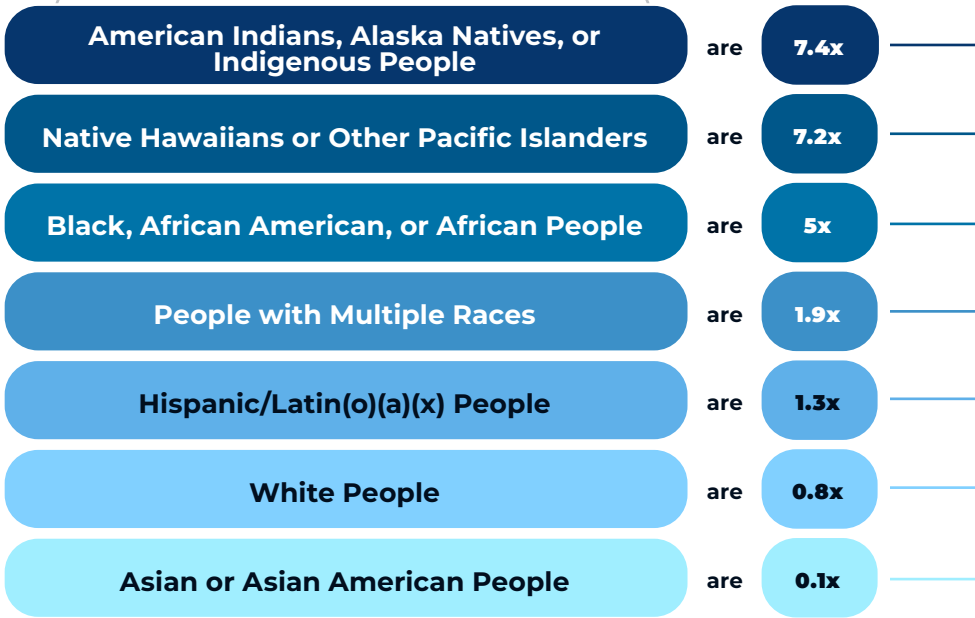 American Indians, Alaska Natives, or
Indigenous People
are
7.4x
Native Hawaiians or Other Pacific Islanders
are
7.2x
Black, African American, or African People
are
5x
People with Multiple Races
are
1.9x
Hispanic/Latin(o)(a)(x) People
are
1.3x
White People
are
0.8x
Asian or Asian American People
are
0.1x